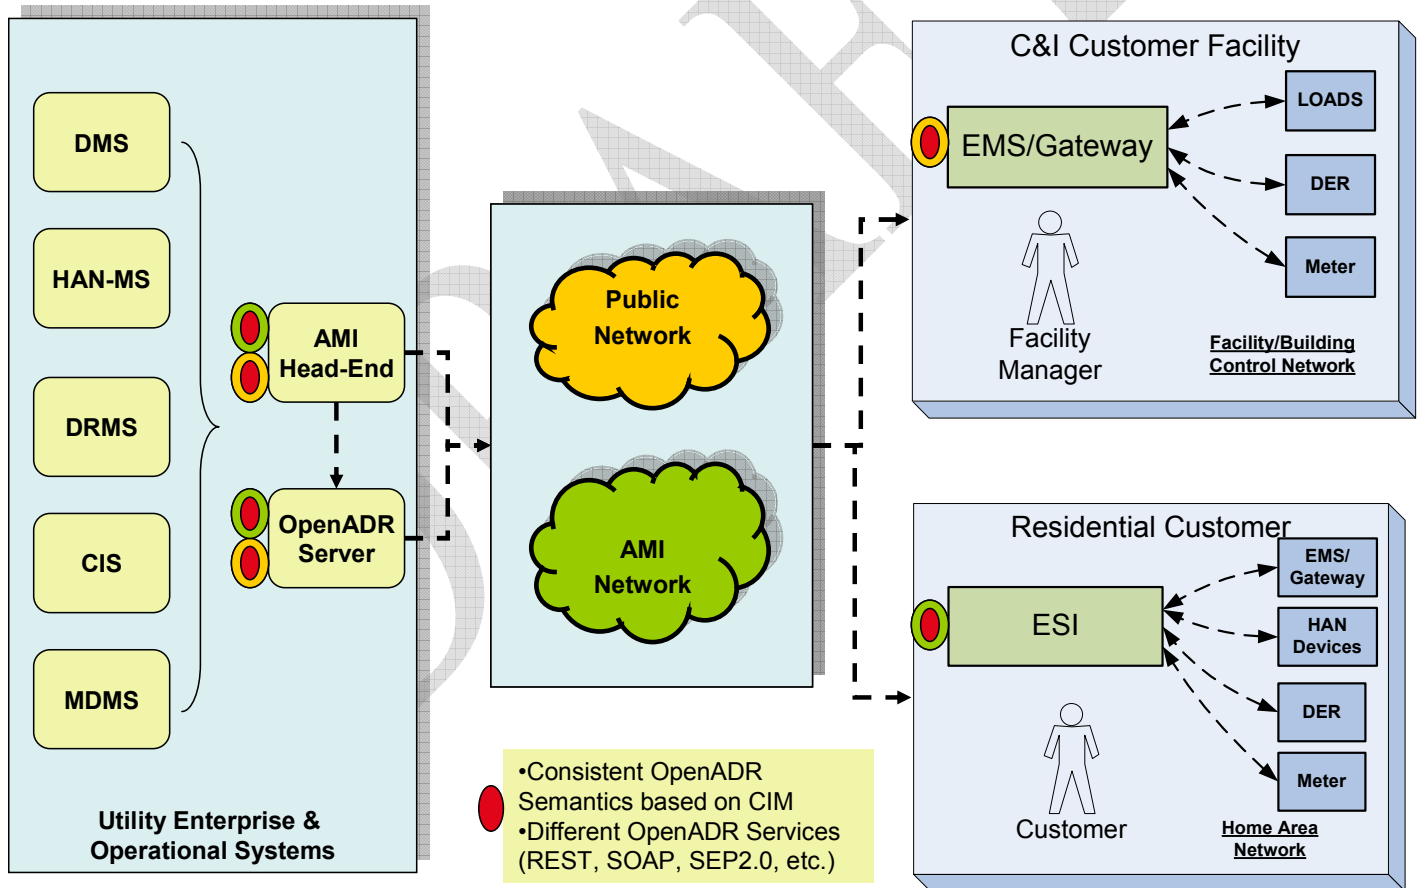 DMS
HAN-MS
DRMS
CIS
MDMS
AMI
Head-End
OpenADR
Server
Utility Enterprise &
Operational Systems
Public
Network
AMI
Network
•Consistent OpenADR
Semantics based on CIM
•Different OpenADR Services
(REST, SOAP, SEP2.0, etc.)
C&I Customer Facility
EMS/Gateway
LOADS
DER
Meter
Facility
Manager
Facility/Building
Control Network
Residential Customer
ESI
EMS/
Gateway
HAN
Devices
DER
Meter
Customer
Home Area
Network